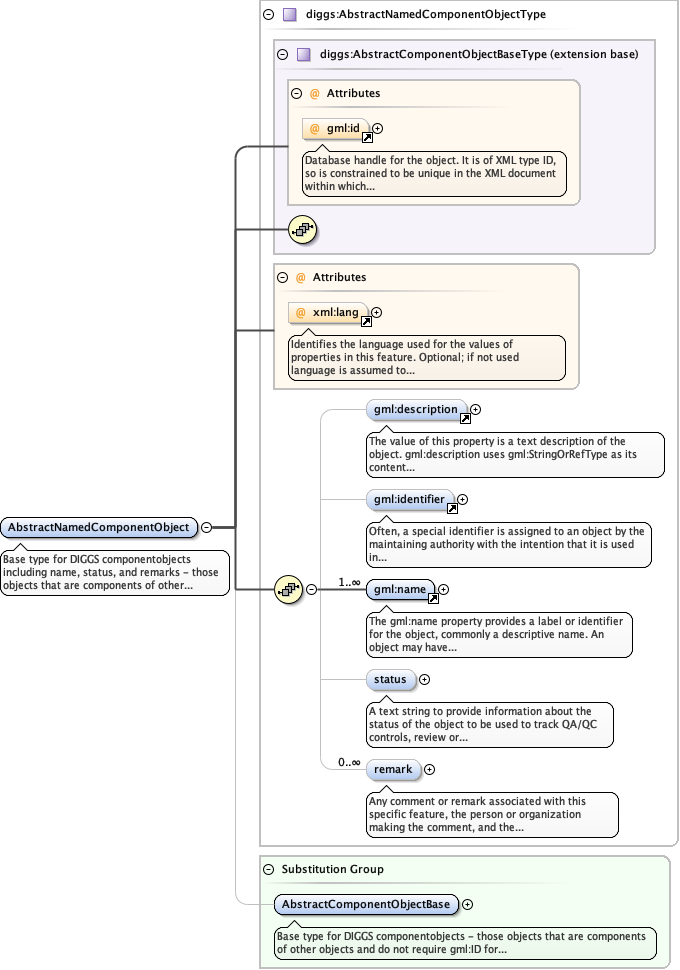 diggs:AbstractNamedComponentObjectType
diggs:AbstractComponentObjectBaseType (extension base)
@ Attributes
@ gml:id
Database handle for the object. It is of XML type ID,
so is constrained to be unique in the XML document
within which...
@ Attributes
@ xml:lang
Identifies the language used for the values of
properties in this feature. Optional; if not used
language is assumed to...
gml:description
The value of this property is a text description of the
object. gml:description uses gml:StringOrRefType as its
content...
gml:identifier
Often, a special identifier is assigned to an object by the
maintaining authority with the intention that it is used
in...
AbstractNamedComponentObject
Base type for DIGGS componentobjects
including name, status, and remarks - those
objects that are components of other...
1..∞
gml:name
The gml:name property provides a label or identifier
for the object, commonly a descriptive name. An
object may have...
status
A text string to provide information about the
status of the object to be used to track QA/QC
controls, review or...
0..∞
remark
Any comment or remark associated with this
specific feature, the person or organization
making the comment, and the...
Substitution Group
AbstractComponentObjectBase
Base type for DIGGS componentobjects - those objects that are components
of other objects and do not require gml:ID for...